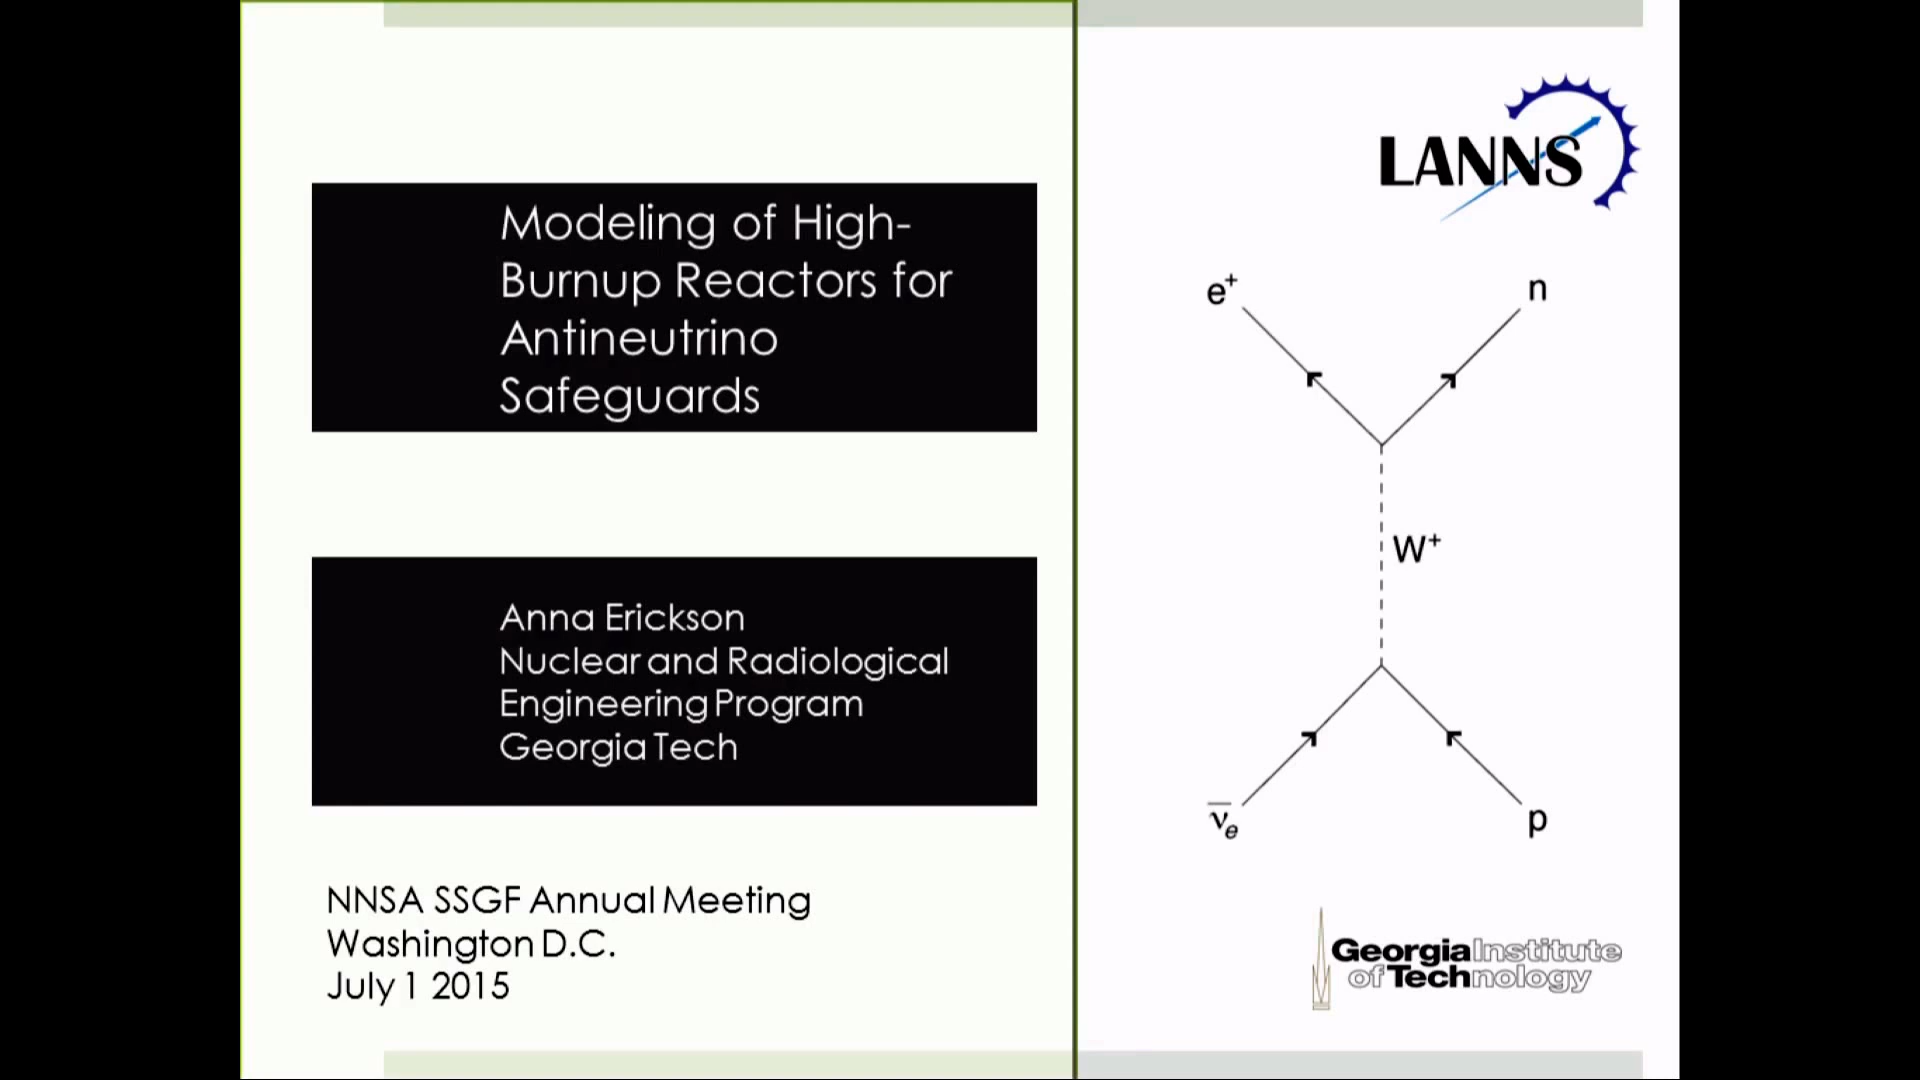 Modeling of High-
Burnup Reactors for
Antineutrino
Safeguards
Anna Erickson
Nuclear and Radiological
Engineering Program
Georgia Tech
NNSA SSGF Annual Meeting
Washington D.C.
July 1 2015
LANNS
e⁺
n
W⁺
ν̅ₑ
p
Georgia Institute
of Technology